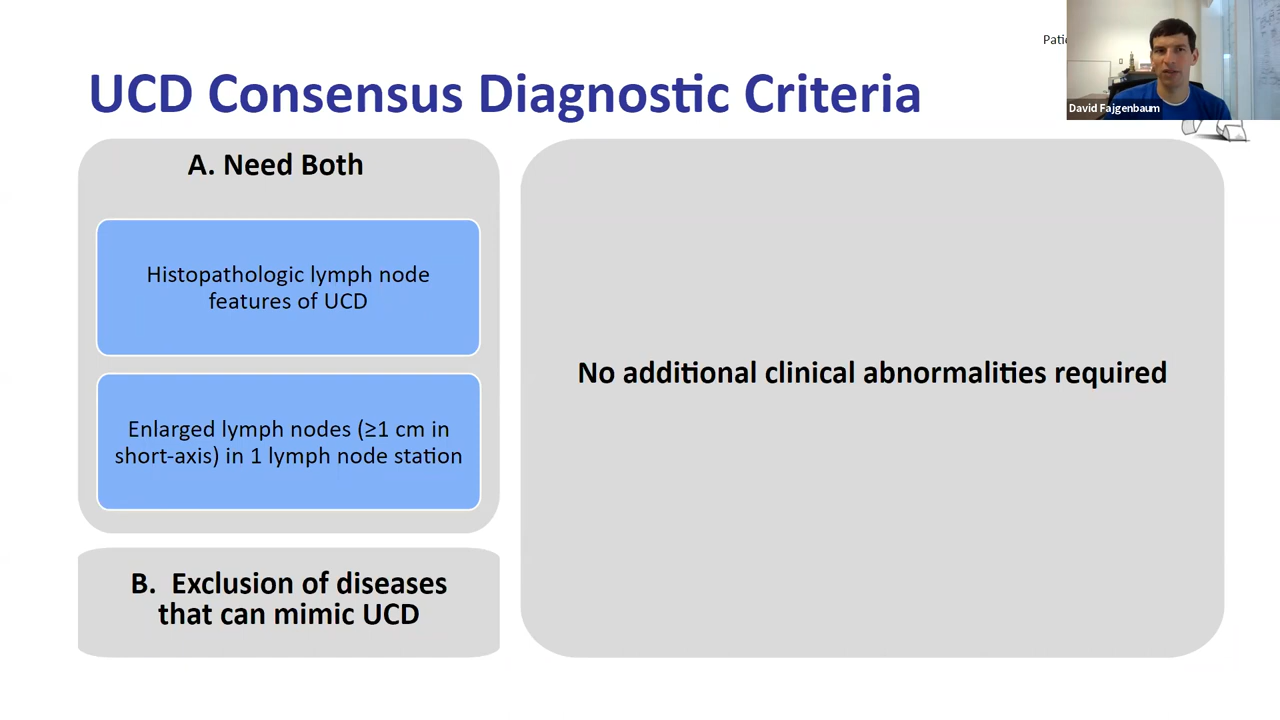 UCD Consensus Diagnostic Criteria
David Fajgenbaum
A. Need Both
Histopathologic lymph node
features of UCD
Enlarged lymph nodes (≥1 cm in
short-axis) in 1 lymph node station
B. Exclusion of diseases
that can mimic UCD
No additional clinical abnormalities required